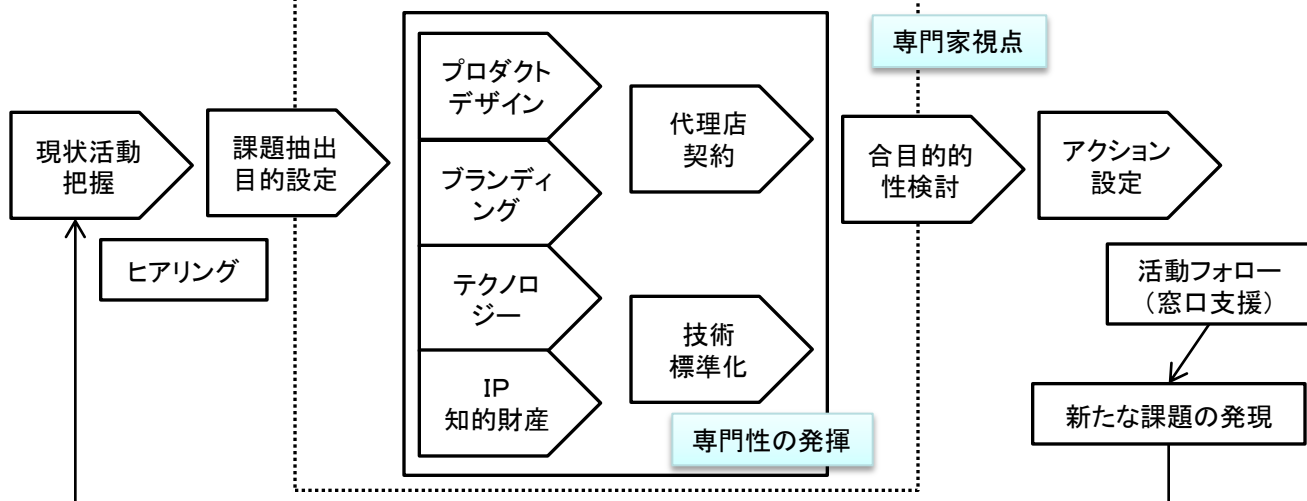 専門家視点
現状活動
把握
課題抽出
目的設定
プロダクト
デザイン
ブランディ
ング
テクノロ
ジー
IP
知的財産
代理店
契約
技術
標準化
合目的的
性検討
アクション
設定
ヒアリング
専門性の発揮
活動フォロー
（窓口支援）
新たな課題の発現